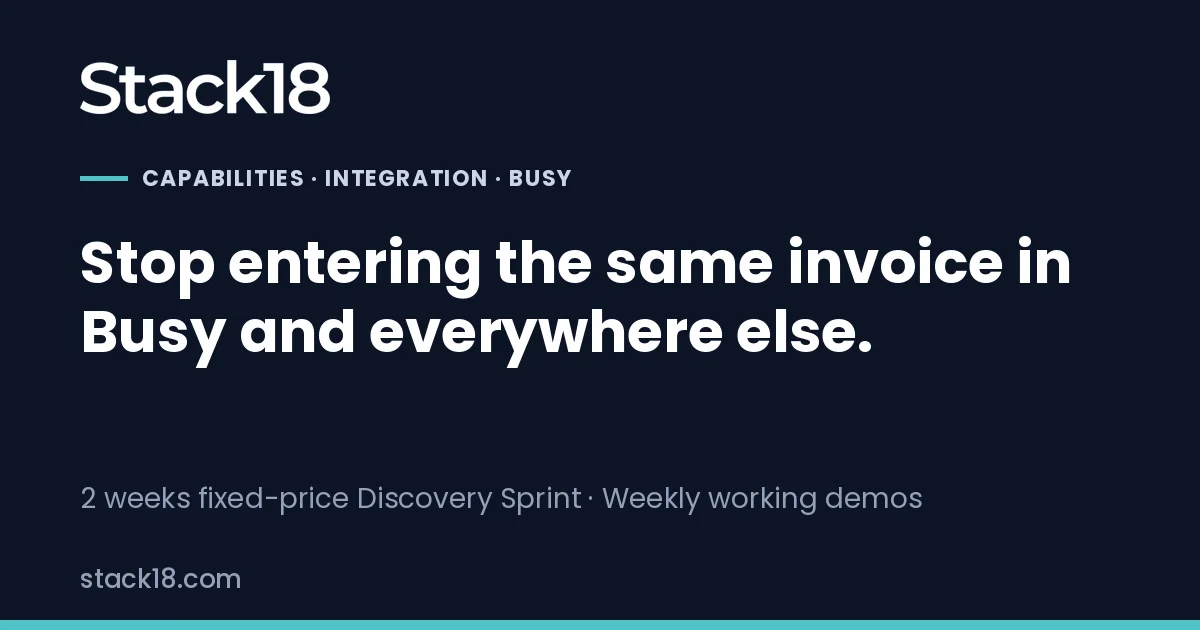 Stack18
CAPABILITIES · INTEGRATION · BUSY
Stop entering the same invoice in
Busy and everywhere else.
2 weeks fixed-price Discovery Sprint · Weekly working demos
stack18.com